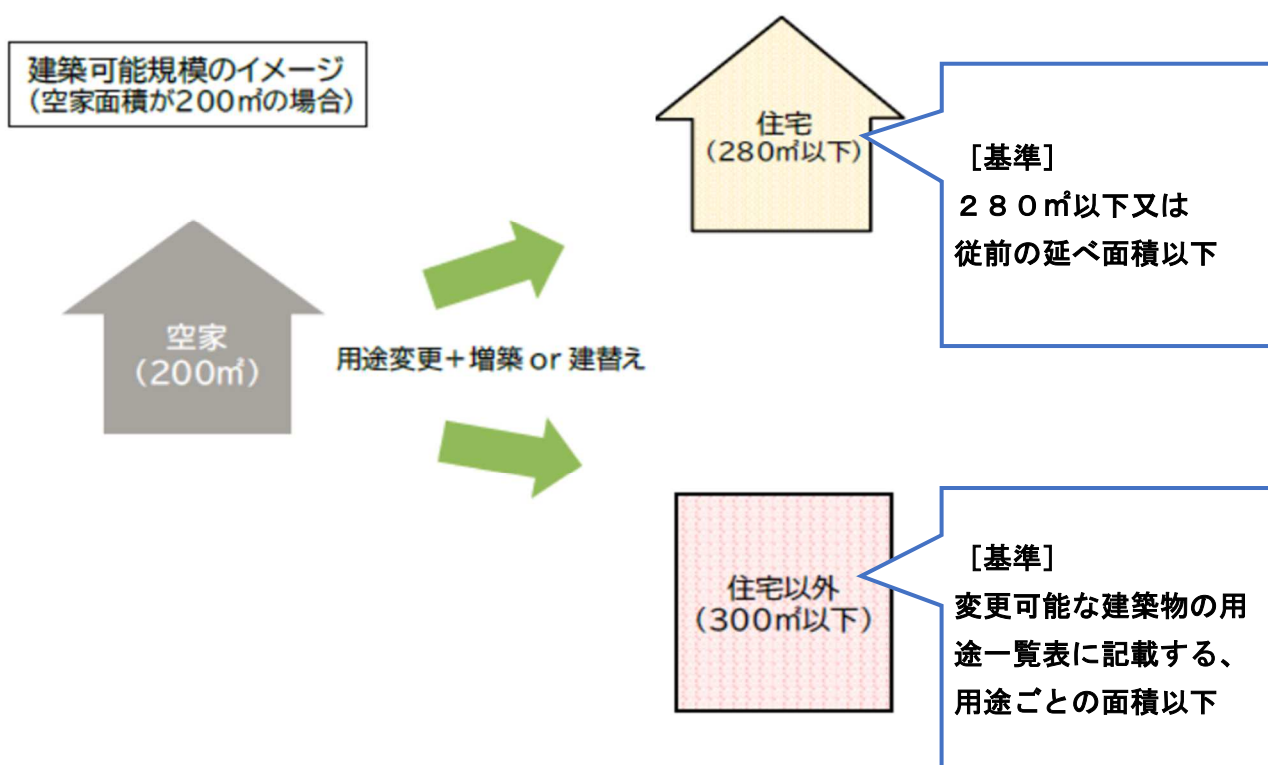 建築可能規模のイメージ
(空家面積が200㎡の場合)
住宅
(280㎡以下)
［基準］
２８０㎡以下又は
従前の延べ面積以下
空家
(200㎡)
用途変更＋増築 or 建替え
住宅以外
(300㎡以下)
［基準］
変更可能な建築物の用
途一覧表に記載する、
用途ごとの面積以下